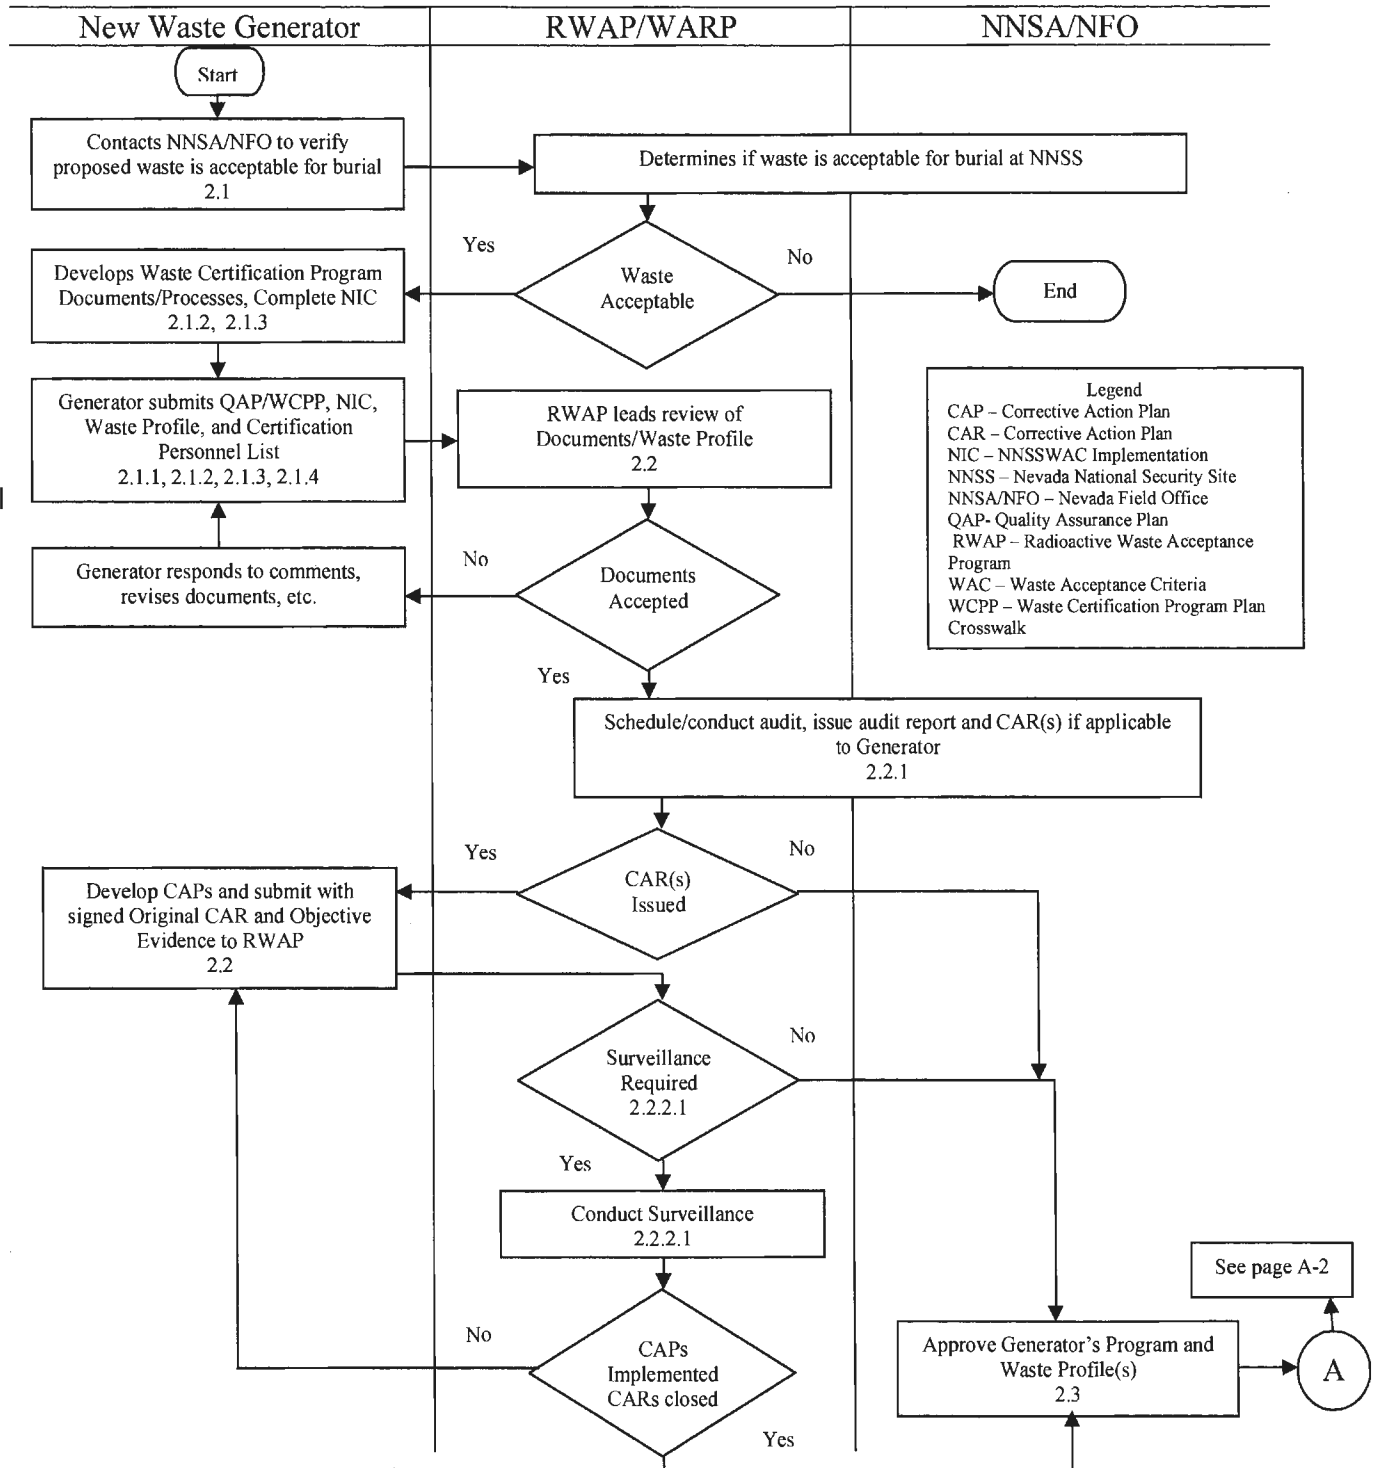 New Waste Generator
RWAP/WARP
NNSA/NFO
Start
Contacts NNSA/NFO to verify
proposed waste is acceptable for burial
2.1
Determines if waste is acceptable for burial at NNSS
Yes
Waste
Acceptable
No
End
Develops Waste Certification Program
Documents/Processes, Complete NIC
2.1.2, 2.1.3
Generator submits QAP/WCPP, NIC,
Waste Profile, and Certification
Personnel List
2.1.1, 2.1.2, 2.1.3, 2.1.4
RWAP leads review of
Documents/Waste Profile
2.2
Legend
CAP – Corrective Action Plan
CAR – Corrective Action Plan
NIC – NNSSWAC Implementation
NNSS – Nevada National Security Site
NNSA/NFO – Nevada Field Office
QAP- Quality Assurance Plan
RWAP – Radioactive Waste Acceptance
Program
WAC – Waste Acceptance Criteria
WCPP – Waste Certification Program Plan
Crosswalk
Generator responds to comments,
revises documents, etc.
No
Documents
Accepted
Yes
Schedule/conduct audit, issue audit report and CAR(s) if applicable
to Generator
2.2.1
Yes
CAR(s)
Issued
No
Develop CAPs and submit with
signed Original CAR and Objective
Evidence to RWAP
2.2
Surveillance
Required
2.2.2.1
No
Yes
Conduct Surveillance
2.2.2.1
No
CAPs
Implemented
CARs closed
Yes
See page A-2
Approve Generator's Program and
Waste Profile(s)
2.3
A